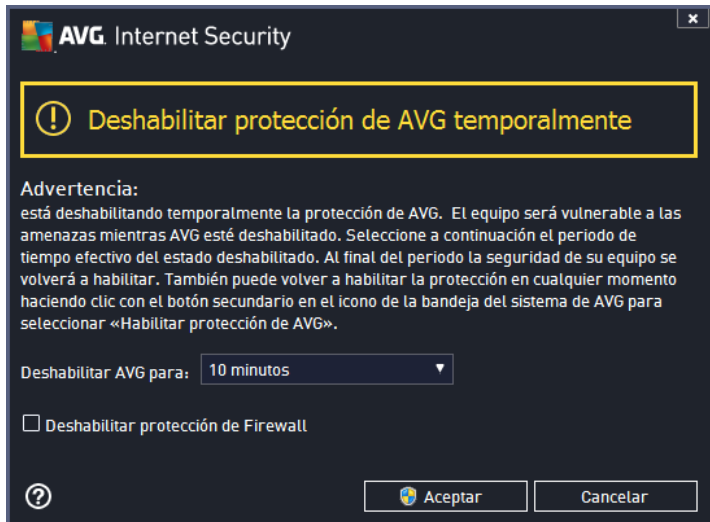 AVG. Internet Security
Deshabilitar protección de AVG temporalmente
Advertencia:
está deshabilitando temporalmente la protección de AVG. El equipo será vulnerable a las
amenazas mientras AVG esté deshabilitado. Seleccione a continuación el periodo de
tiempo efectivo del estado deshabilitado. Al final del periodo la seguridad de su equipo se
volverá a habilitar. También puede volver a habilitar la protección en cualquier momento
haciendo clic con el botón secundario en el icono de la bandeja del sistema de AVG para
seleccionar «Habilitar protección de AVG».
Deshabilitar AVG para: 10 minutos
Deshabilitar protección de Firewall
Aceptar Cancelar